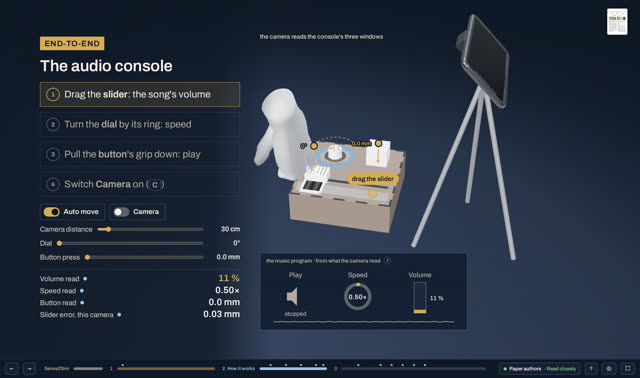 END-TO-END
The audio console
1 Drag the slider: the song's volume
2 Turn the dial by its ring: speed
3 Pull the button's grip down: play
4 Switch Camera on ( C )
Auto move
Camera
Camera distance 30 cm
Dial 0°
Button press 0.0 mm
Volume read 11 %
Speed read 0.50×
Button read 0.0 mm
Slider error, this camera 0.03 mm
the camera reads the console's three windows
0°
0.0 mm
drag the slider
the music program · from what the camera read i
Play Speed Volume
0.50×
11 %
stopped
← → 1 2 How it works 3 Paper authors · Read closely ?